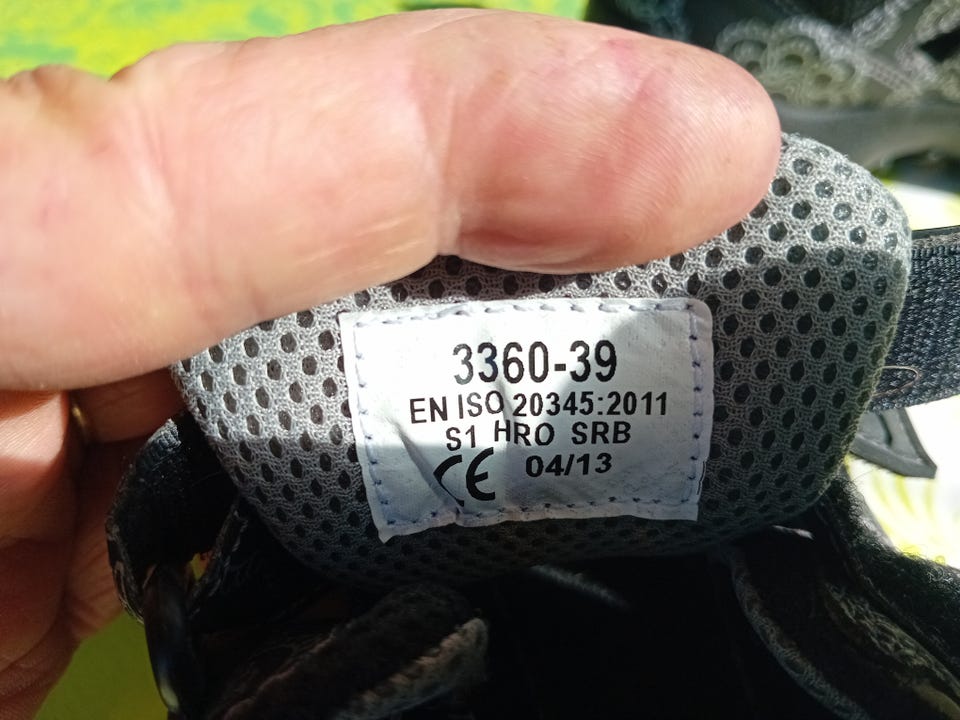 3360-39
EN ISO 20345:2011
S1 HRO SRB
CE 04/13